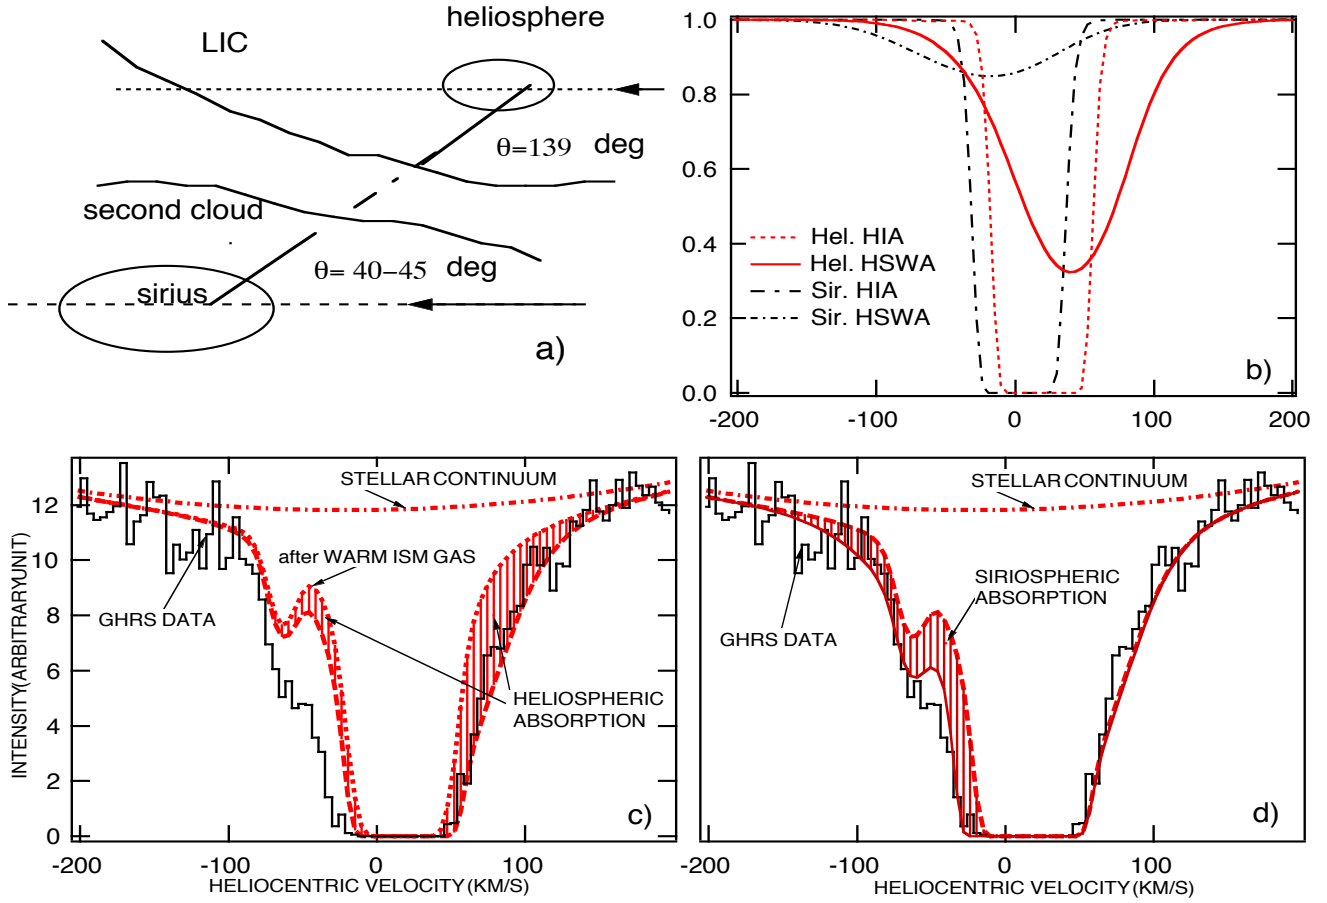 heliosphere
LIC
θ=139 deg
second cloud
θ= 40−45 deg
sirius
a)
1.0
0.8
0.6
0.4
0.2
0.0
Hel. HIA
Hel. HSWA
Sir. HIA
Sir. HSWA
b)
-200
-100
0
100
200
STELLAR CONTINUUM
after WARM ISM GAS
GHRS DATA
HELIOSPHERIC
ABSORPTION
c)
INTENSITY(ARBITRARYUNIT)
12
10
8
6
4
2
0
-200
-100
0
100
HELIOCENTRIC VELOCITY(KM/S)
STELLAR CONTINUUM
SIRIOSPHERIC
ABSORPTION
GHRS DATA
d)
-200
-100
0
100
HELIOCENTRIC VELOCITY(KM/S)